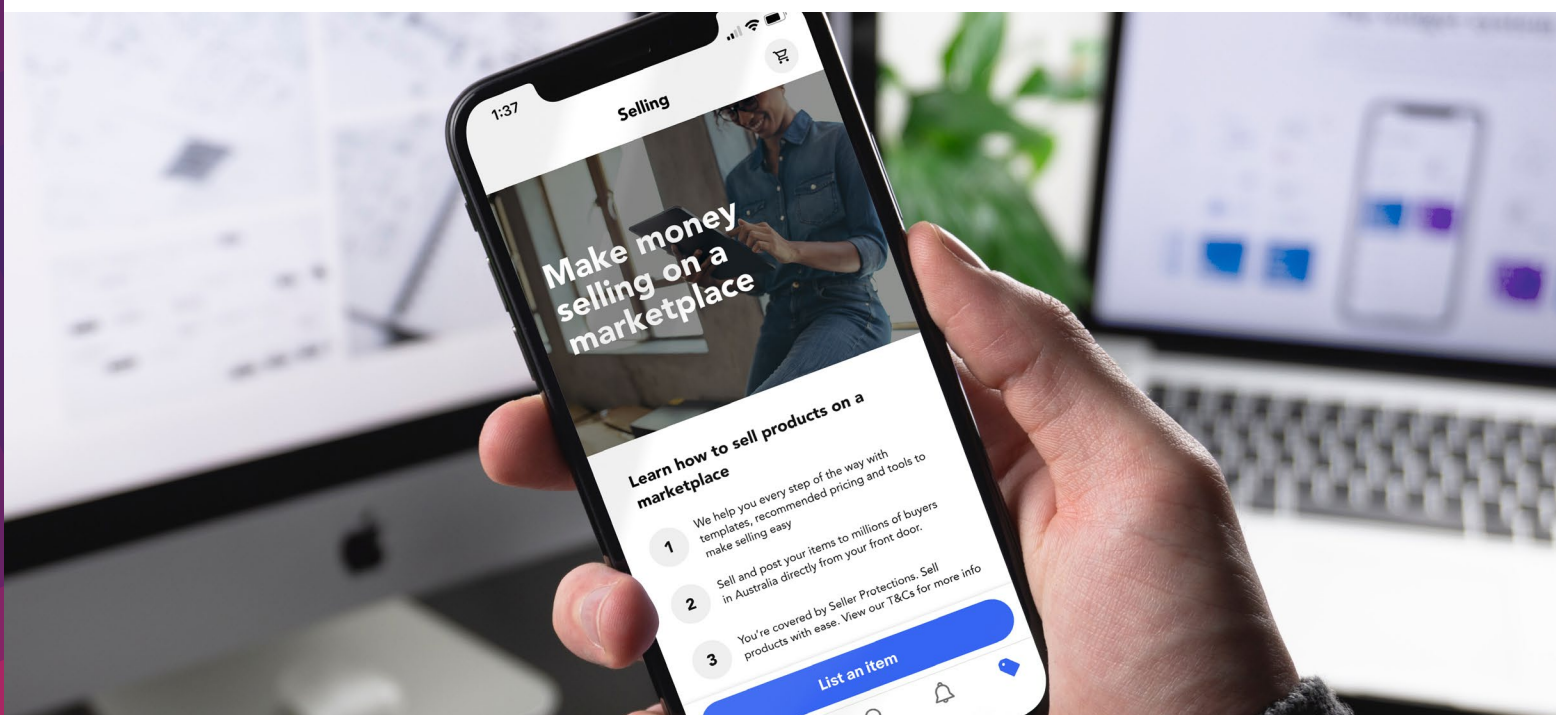 1:37
Selling
Make money
selling on a
marketplace
Learn how to sell products on a
marketplace
1
We help you every step of the way with
templates, recommended pricing and tools to
make selling easy
2
Sell and post your items to millions of buyers
in Australia directly from your front door.
3
You're covered by Seller Protections. Sell
products with ease. View our T&Cs for more info
List an item